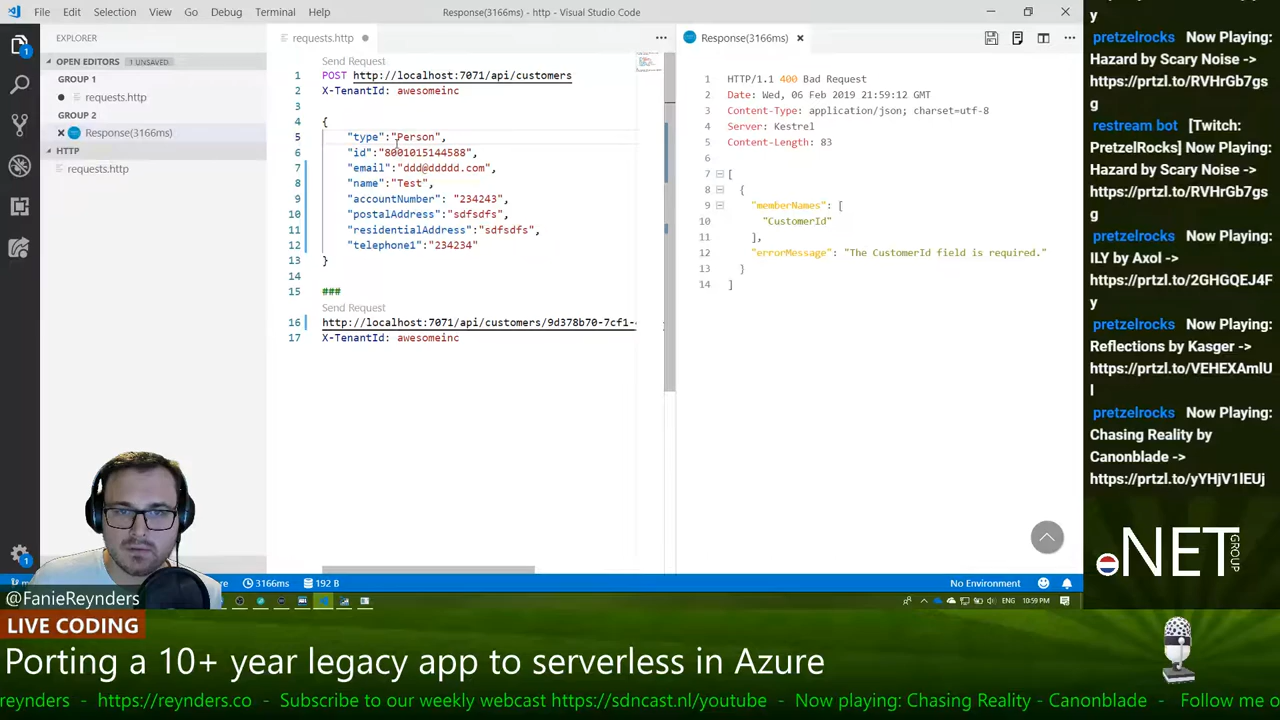 File Edit Selection View Go Debug Terminal Help
Response(3166ms) - http - Visual Studio Code
EXPLORER
OPEN EDITORS 1 UNSAVED
GROUP 1
requests.http
GROUP 2
Response(3166ms)
HTTP
requests.http
requests.http
Send Request
1 POST http://localhost:7071/api/customers
2 X-TenantId: awesomeinc
3
4 {
5 "type":"Person",
6 "id":"8001015144588",
7 "email":"ddd@ddddd.com",
8 "name":"Test",
9 "accountNumber": "234243",
10 "postalAddress":"sdfsdfs",
11 "residentialAddress":"sdfsdfs",
12 "telephone1":"234234"
13 }
14
15 ###
Send Request
16 http://localhost:7071/api/customers/9d378b70-7cf1-
17 X-TenantId: awesomeinc
Response(3166ms)
1 HTTP/1.1 400 Bad Request
2 Date: Wed, 06 Feb 2019 21:59:12 GMT
3 Content-Type: application/json; charset=utf-8
4 Server: Kestrel
5 Content-Length: 83
6
7 [
8 {
9 "memberNames": [
10 "CustomerId"
11 ],
12 "errorMessage": "The CustomerId field is required."
13 }
14 ]
3166ms 192 B
No Environment
ENG 10:59 PM
y
pretzelrocks Now Playing:
Hazard by Scary Noise ->
https://prtzl.to/RVHrGb7gs
g
restream bot [Twitch:
PretzelRocks] Now Playing:
Hazard by Scary Noise ->
https://prtzl.to/RVHrGb7gs
g
pretzelrocks Now Playing:
ILY by Axol ->
https://prtzl.to/2GHGQEJ4F
y
pretzelrocks Now Playing:
Reflections by Kasger ->
https://prtzl.to/VEHEXAmlU
l
pretzelrocks Now Playing:
Chasing Reality by
Canonblade ->
https://prtzl.to/yYHjV1lEUj
.NET GROUP
@FanieReynders
LIVE CODING
Porting a 10+ year legacy app to serverless in Azure
reynders - https://reynders.co - Subscribe to our weekly webcast https://sdncast.nl/youtube - Now playing: Chasing Reality - Canonblade - Follow me o